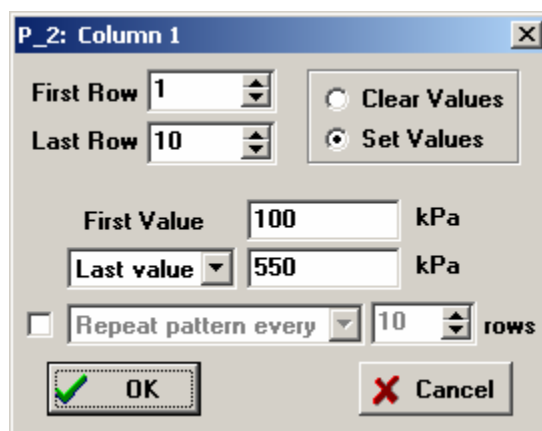 P_2: Column 1
First Row 1
Clear Values
Last Row 10
Set Values
First Value 100 kPa
Last value 550 kPa
Repeat pattern every 10 rows
OK Cancel